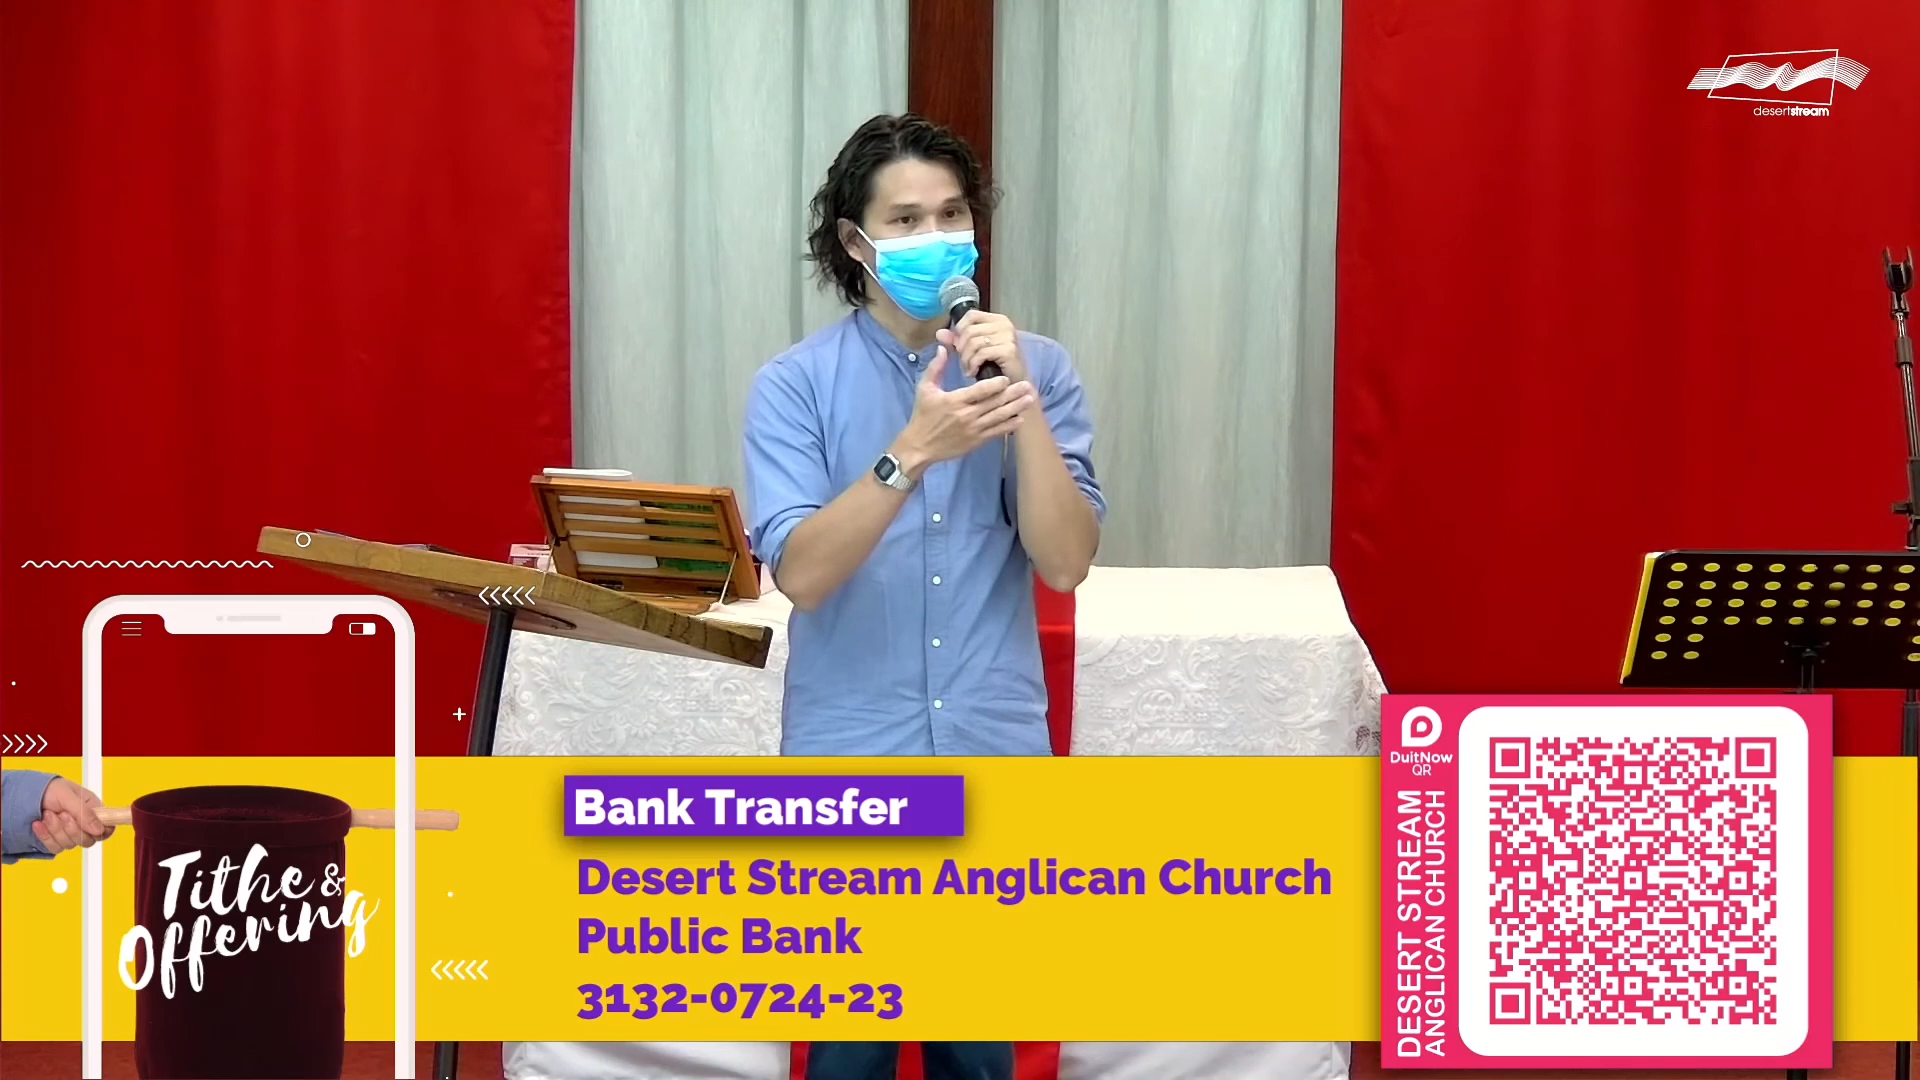 desertstream
Tithe &
Offering
Bank Transfer
Desert Stream Anglican Church
Public Bank
3132-0724-23
DuitNow
QR
DESERT STREAM
ANGLICAN CHURCH